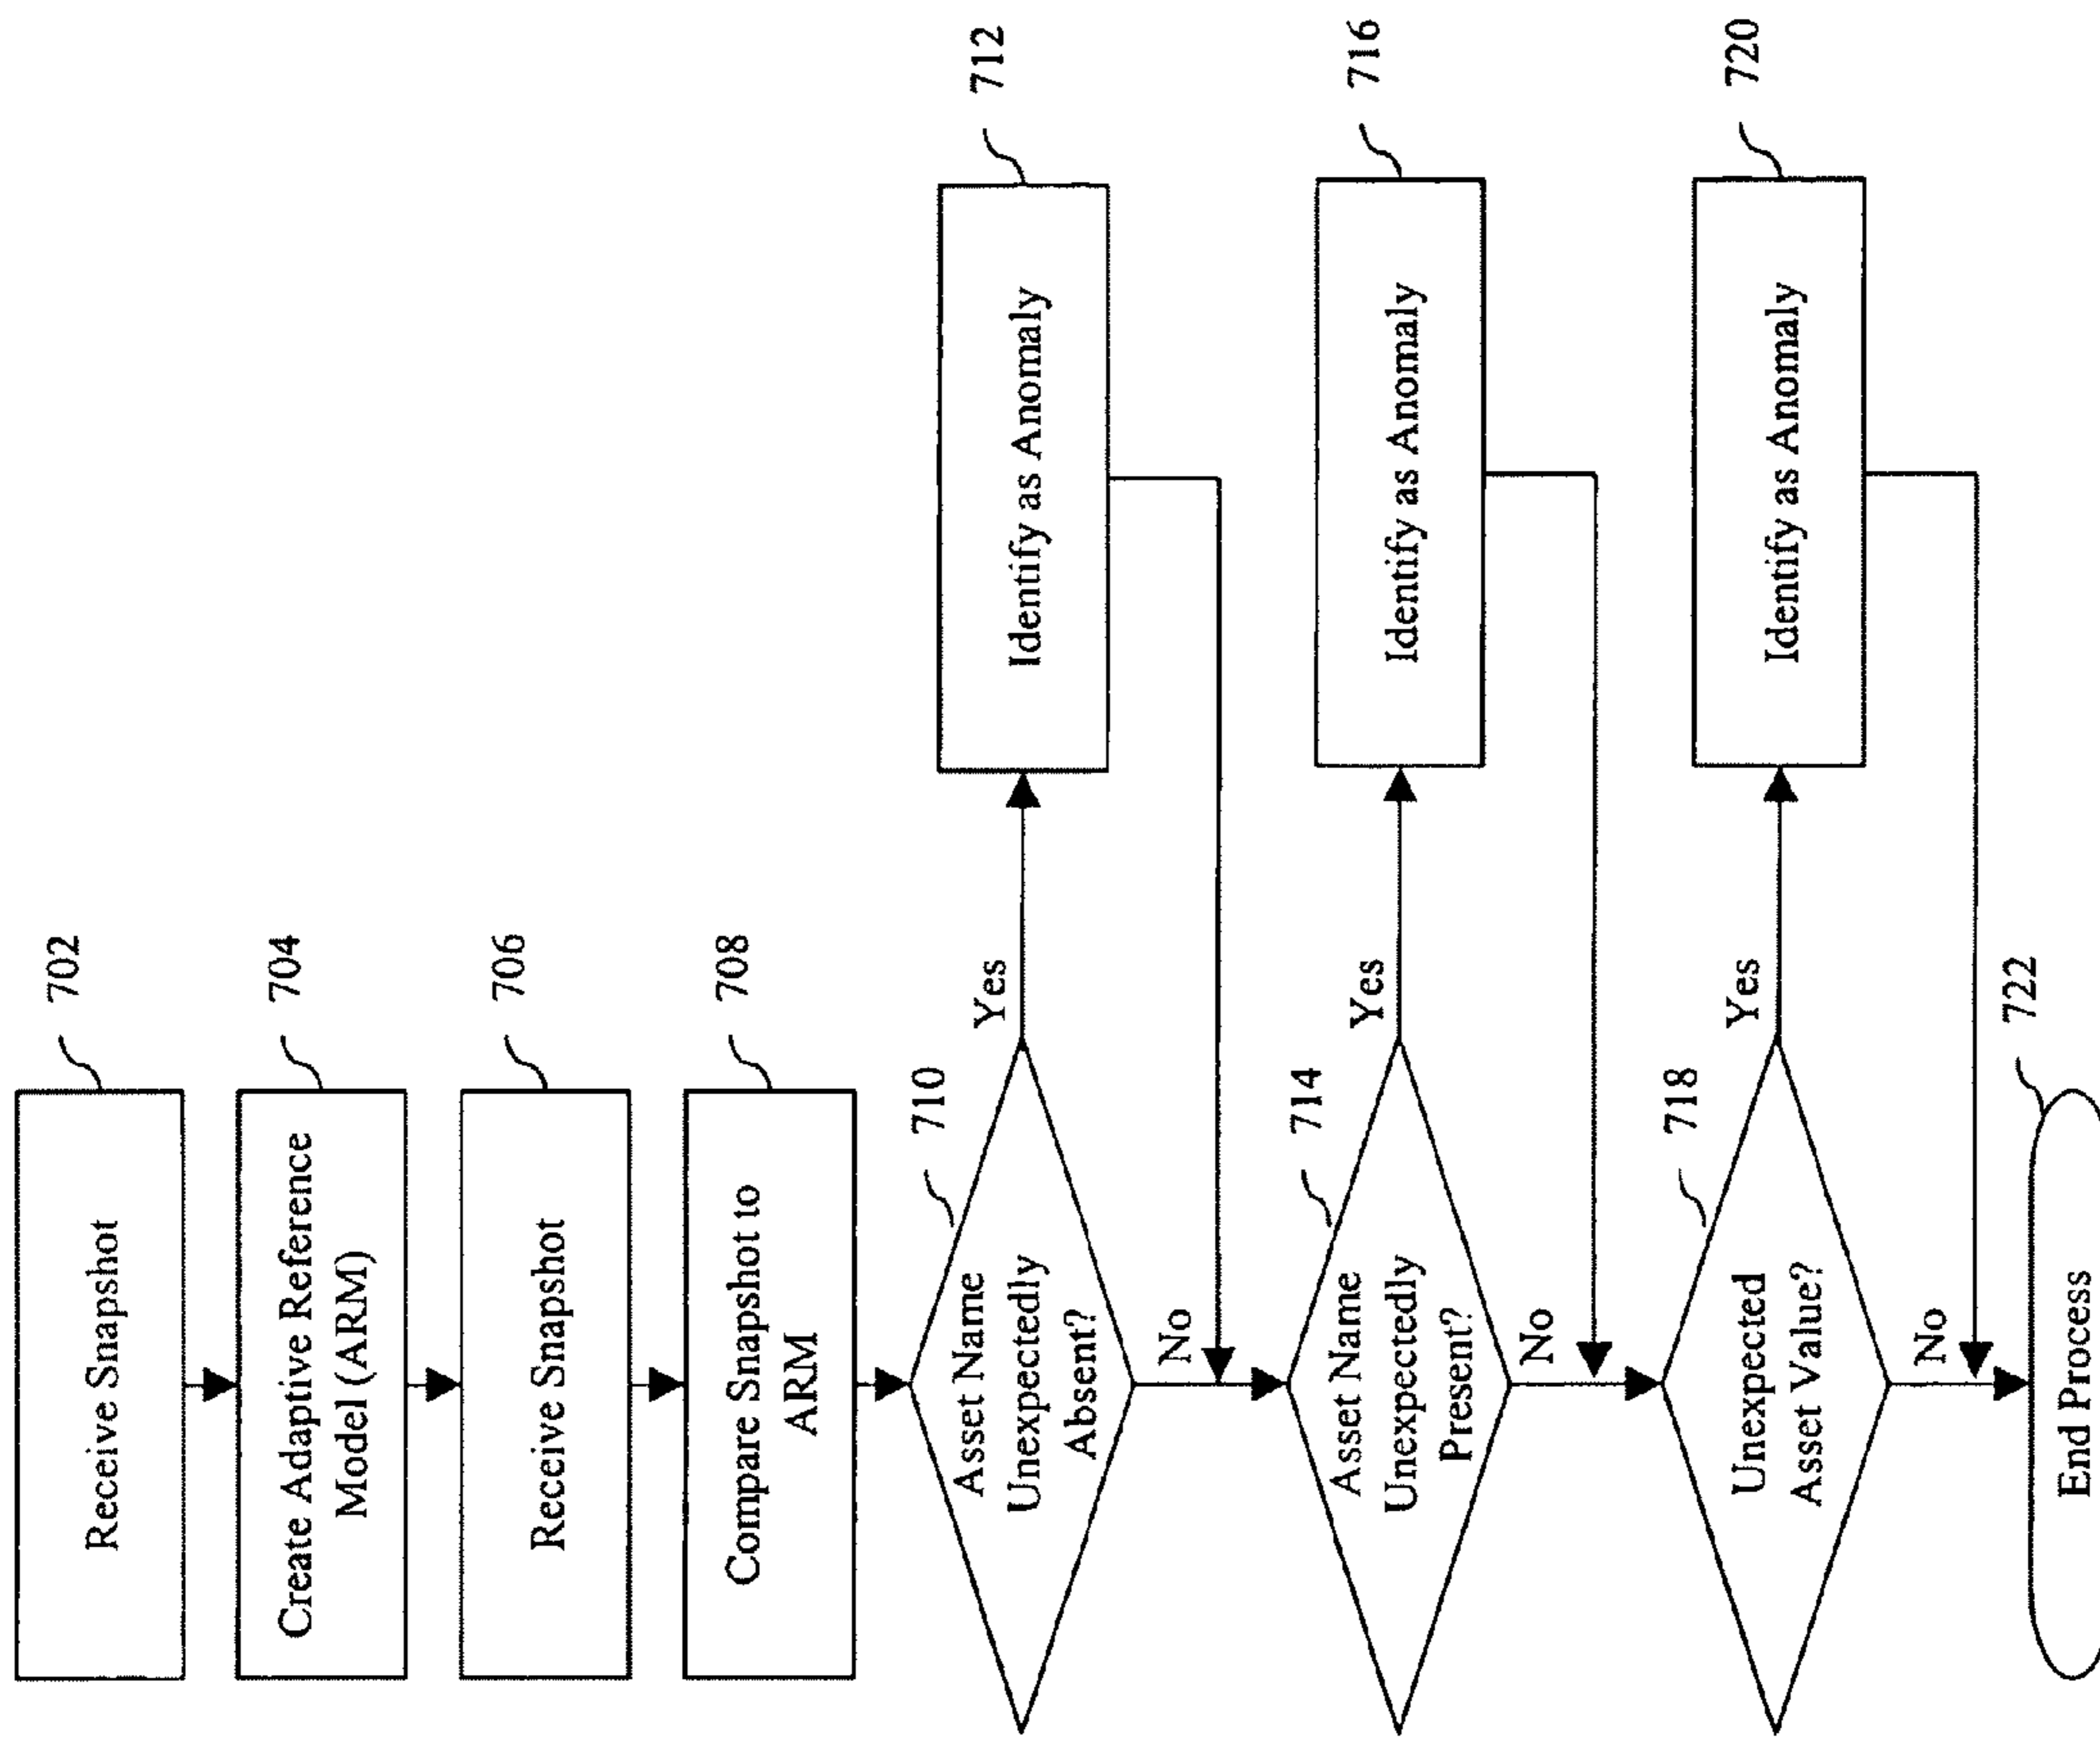 Receive Snapshot
702
Create Adaptive Reference
Model (ARM)
704
Receive Snapshot
706
Compare Snapshot to
ARM
708
Asset Name
Unexpectedly
Absent?
710
Yes
Identify as Anomaly
712
No
Asset Name
Unexpectedly
Present?
714
Yes
Identify as Anomaly
716
No
Unexpected
Asset Value?
718
Yes
Identify as Anomaly
720
No
End Process
722